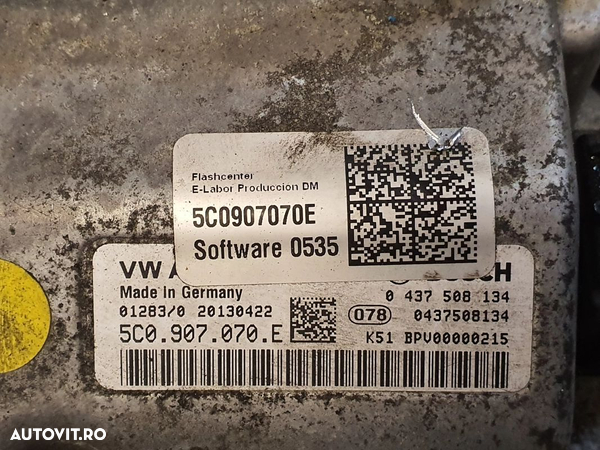 Flashcenter
E-Labor Produccion DM
5C0907070E
Software 0535
VW A
Made in Germany
0 437 508 134
01283/0 20130422
078
0437508134
5C0.907.070.E
K51 BPV00000215
AUTOVIT.RO